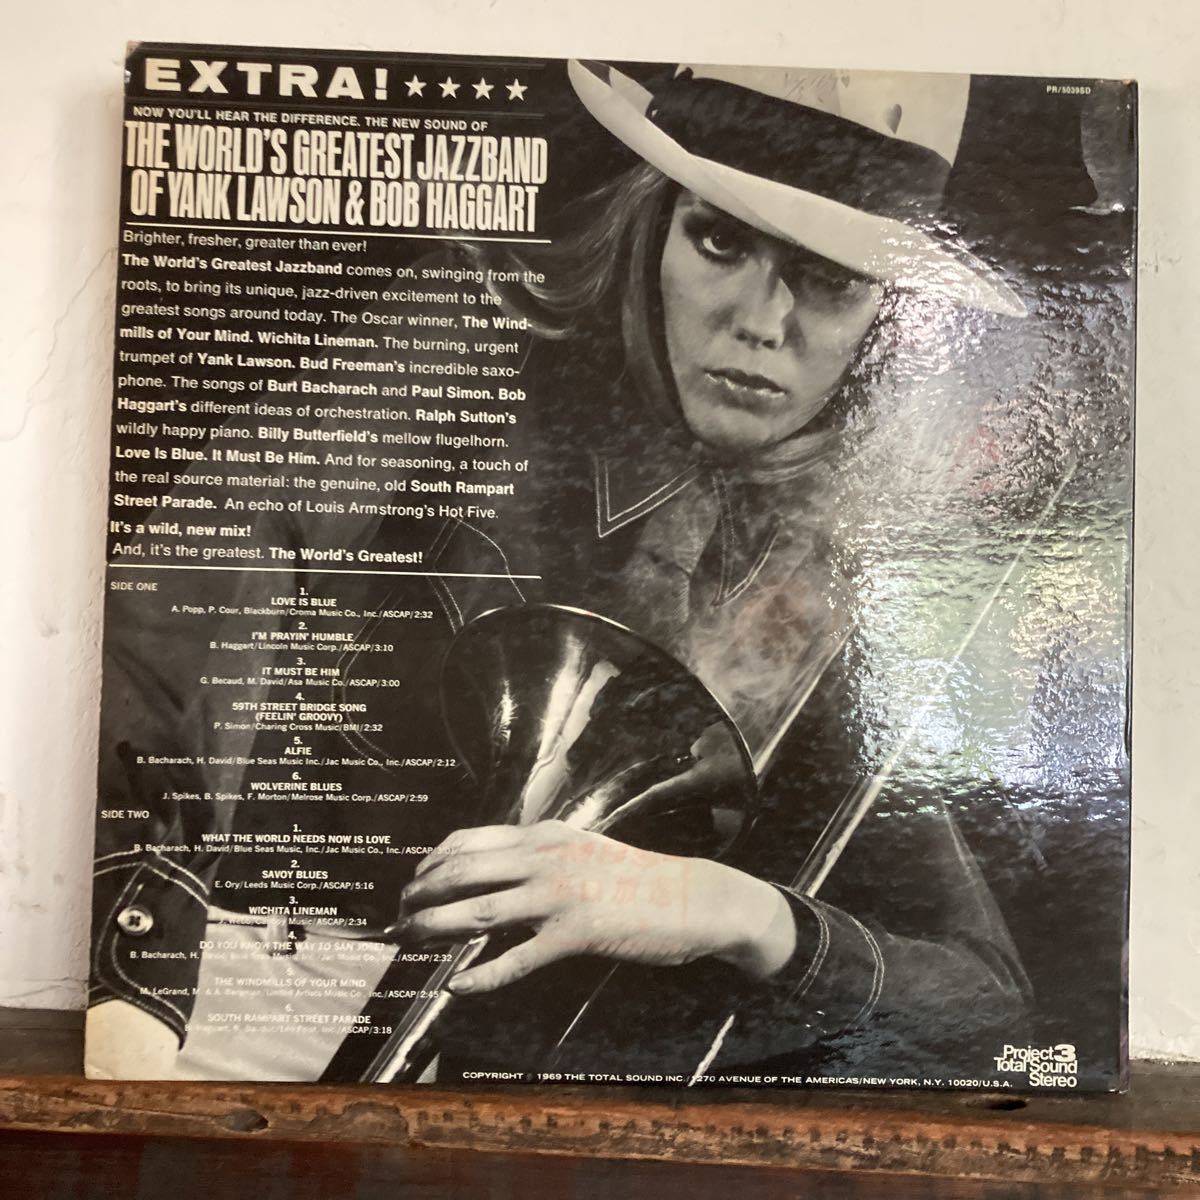 EXTRA! ★★★★
PR/5039SD
NOW YOU'LL HEAR THE DIFFERENCE. THE NEW SOUND OF
THE WORLD'S GREATEST JAZZBAND
OF YANK LAWSON & BOB HAGGART
Brighter, fresher, greater than ever!
The World's Greatest Jazzband comes on, swinging from the
roots, to bring its unique, jazz-driven excitement to the
greatest songs around today. The Oscar winner, The Wind-
mills of Your Mind. Wichita Lineman. The burning, urgent
trumpet of Yank Lawson. Bud Freeman's incredible saxo-
phone. The songs of Burt Bacharach and Paul Simon. Bob
Haggart's different ideas of orchestration. Ralph Sutton's
wildly happy piano. Billy Butterfield's mellow flugelhorn.
Love Is Blue. It Must Be Him. And for seasoning, a touch of
the real source material: the genuine, old South Rampart
Street Parade. An echo of Louis Armstrong's Hot Five.
It's a wild, new mix!
And, it's the greatest. The World's Greatest!
SIDE ONE
1.
LOVE IS BLUE
A. Popp, P. Cour, Blackburn/Croma Music Co., Inc./ASCAP/2:32
2.
I'M PRAYIN' HUMBLE
B. Haggart/Lincoln Music Corp./ASCAP/3:10
3.
IT MUST BE HIM
G. Becaud, M. David/Asa Music Co./ASCAP/3:00
4.
59TH STREET BRIDGE SONG
(FEELIN' GROOVY)
P. Simon/Charing Cross Music/BMI/2:32
5.
ALFIE
B. Bacharach, H. David/Blue Seas Music Inc./Jac Music Co., Inc./ASCAP/2:12
6.
WOLVERINE BLUES
J. Spikes, B. Spikes, F. Morton/Melrose Music Corp./ASCAP/2:59
SIDE TWO
1.
WHAT THE WORLD NEEDS NOW IS LOVE
B. Bacharach, H. David/Blue Seas Music, Inc./Jac Music Co., Inc./ASCAP
2.
SAVOY BLUES
E. Ory/Leeds Music Corp./ASCAP/5:16
3.
WICHITA LINEMAN
Music/ASCAP/2:34
4.
DO YOU KNOW THE WAY TO SAN JOSE?
B. Bacharach, H. David/Blue Seas Music, Inc./Jac Music Co., Inc./ASCAP/2:32
5.
THE WINDMILLS OF YOUR MIND
M. LeGrand, M. & A. Bergman/United Artists Music Co., Inc./ASCAP/2:45
6.
SOUTH RAMPART STREET PARADE
Inc./ASCAP/3:18
Project 3
Total Sound
Stereo
COPYRIGHT 1969 THE TOTAL SOUND INC./1270 AVENUE OF THE AMERICAS/NEW YORK, N.Y. 10020/U.S.A.